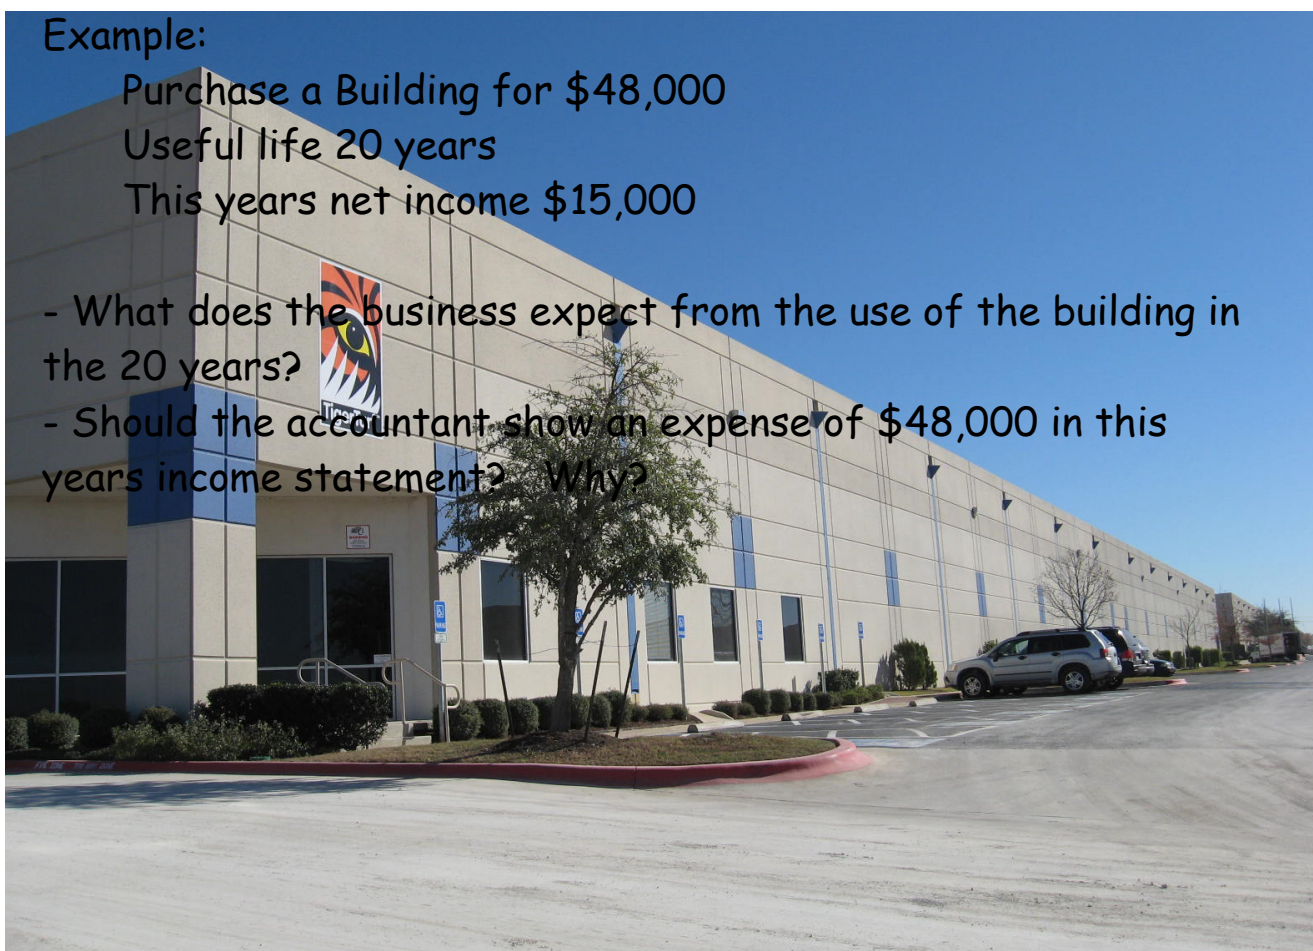 Example:
Purchase a Building for $48,000
Useful life 20 years
This years net income $15,000
- What does the business expect from the use of the building in
the 20 years?
- Should the accountant show an expense of $48,000 in this
years income statement? Why?